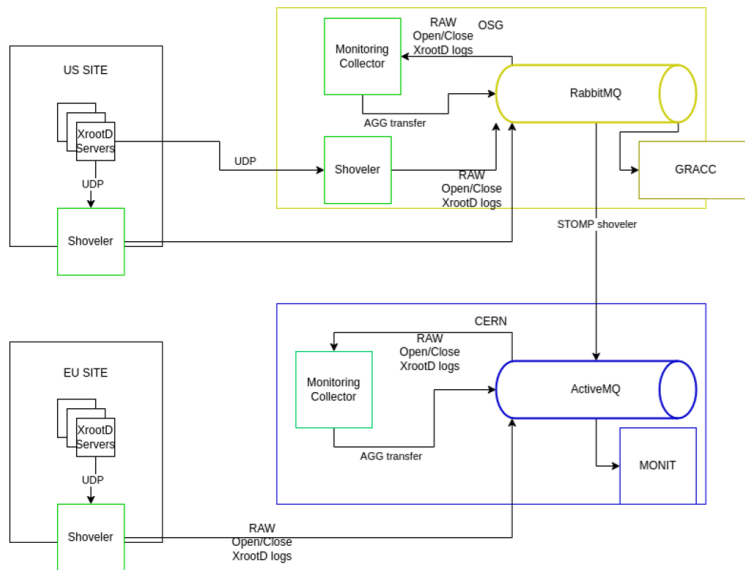 RAW
Open/Close
XrootD logs
OSG
Monitoring
Collector
US SITE
RabbitMQ
AGG transfer
XrootD
Servers
UDP
Shoveler
GRACC
UDP
RAW
Open/Close
XrootD logs
STOMP shoveler
Shoveler
CERN
RAW
Open/Close
XrootD logs
EU SITE
Monitoring
Collector
ActiveMQ
XrootD
Servers
AGG transfer
MONIT
UDP
Shoveler
RAW
Open/Close
XrootD logs